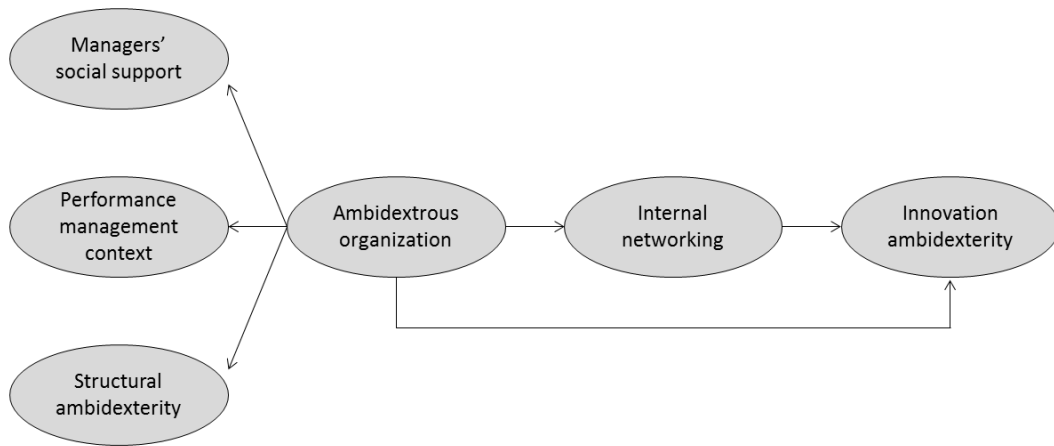 Managers’
social support
Performance
management
context
Ambidextrous
organization
Internal
networking
Innovation
ambidexterity
Structural
ambidexterity